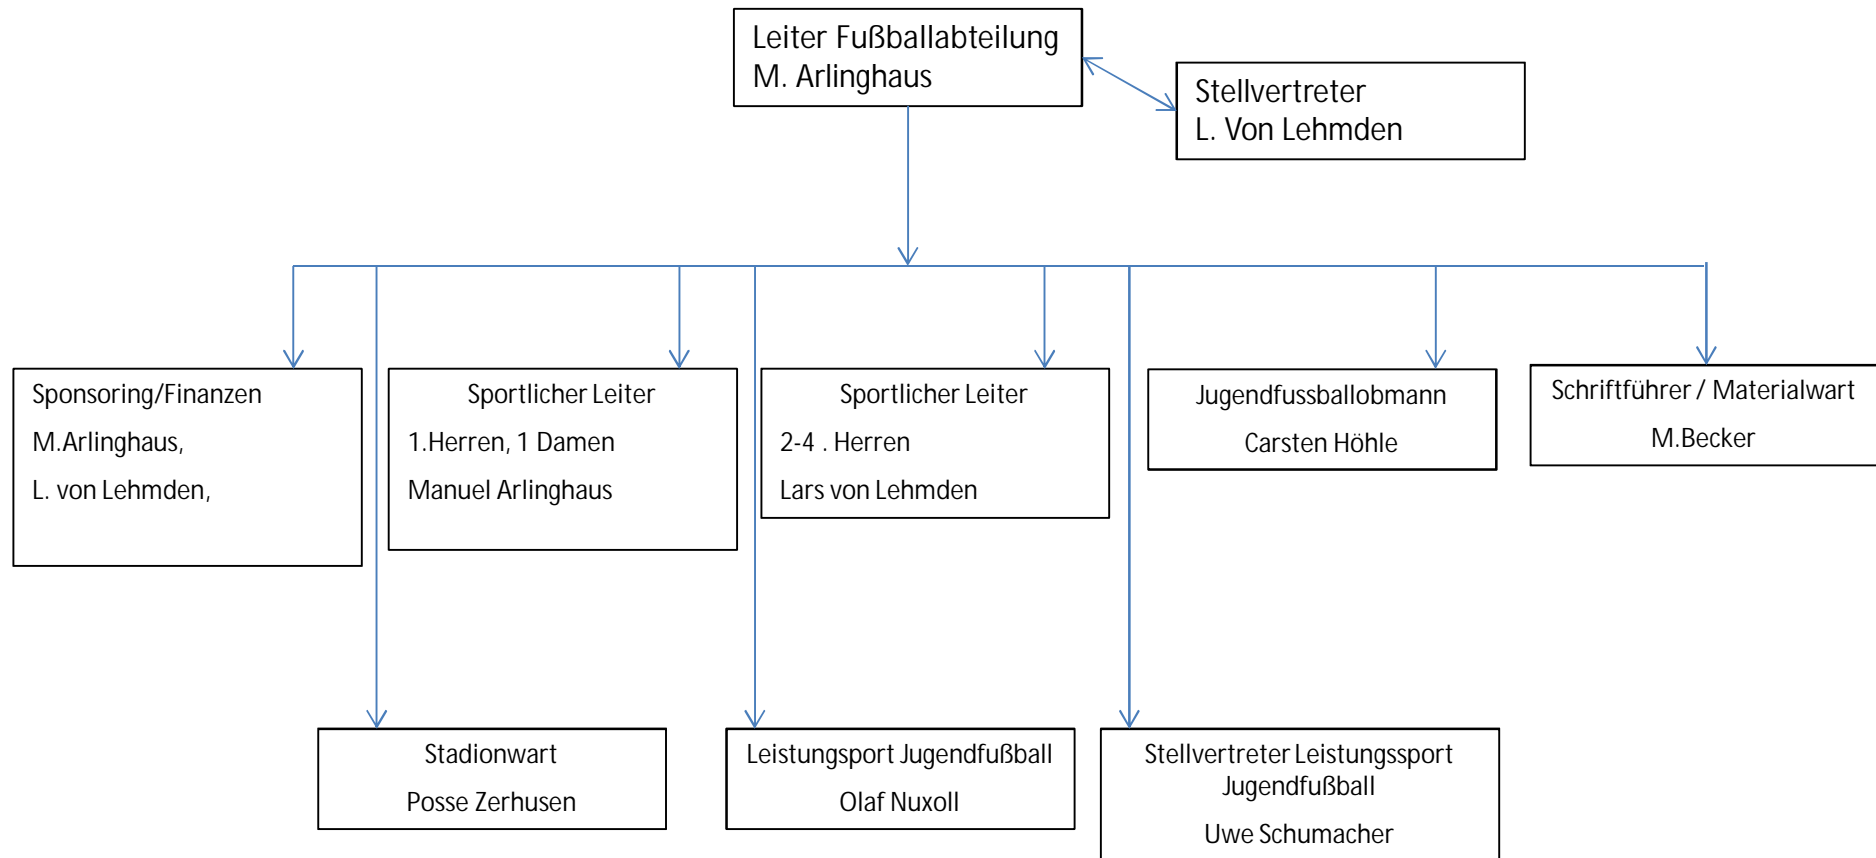 Leiter Fußballabteilung
M. Arlinghaus
Stellvertreter
L. Von Lehmden
Sponsoring/Finanzen
M.Arlinghaus,
L. von Lehmden,
Sportlicher Leiter
1.Herren, 1 Damen
Manuel Arlinghaus
Sportlicher Leiter
2-4 . Herren
Lars von Lehmden
Jugendfussballobmann
Carsten Höhle
Schriftführer / Materialwart
M.Becker
Stadionwart
Posse Zerhusen
Leistungsport Jugendfußball
Olaf Nuxoll
Stellvertreter Leistungssport
Jugendfußball
Uwe Schumacher